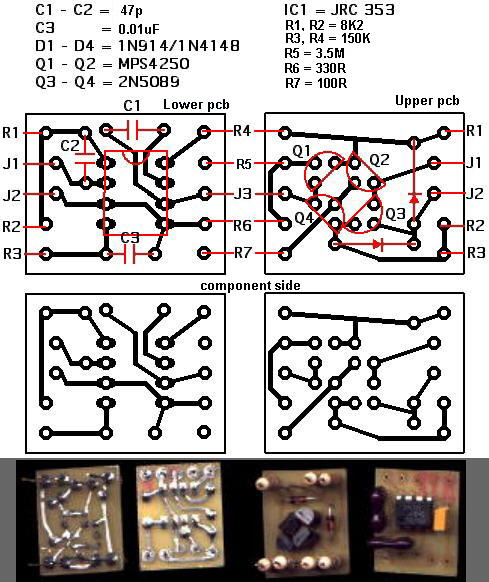 C1 - C2 = 47p
C3 = 0.01uF
D1 - D4 = 1N914/1N4148
Q1 - Q2 = MPS4250
Q3 - Q4 = 2N5089
IC1 = JRC 353
R1, R2 = 8K2
R3, R4 = 150K
R5 = 3.5M
R6 = 330R
R7 = 100R
C1
Lower pcb
Upper pcb
R1
C2
R4
Q1
Q2
R1
J1
R5
J1
J2
J3
J2
Q4
Q3
R2
R6
R2
R3
C3
R7
R3
component side